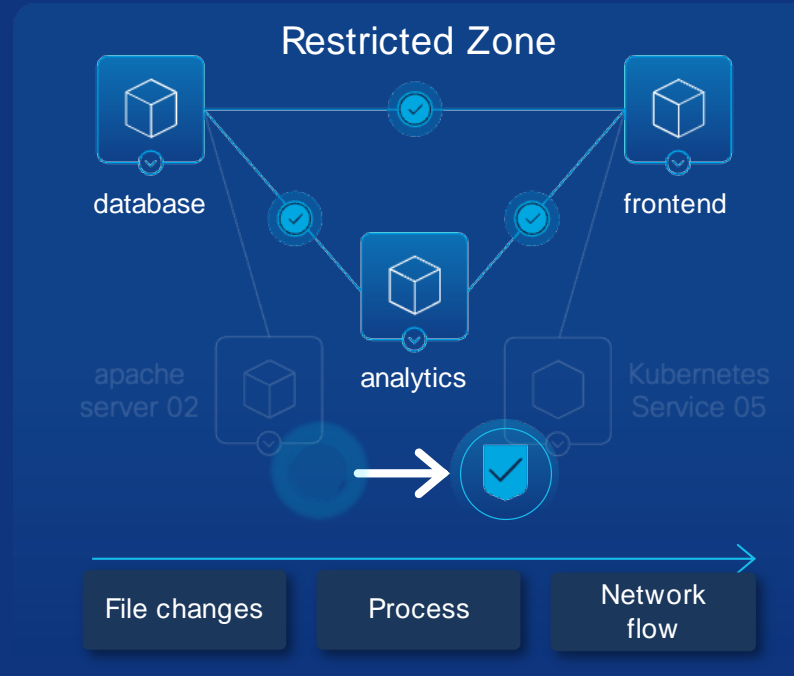 Restricted Zone
database
frontend
analytics
apache
server 02
Kubernetes
Service 05
File changes
Process
Network
flow